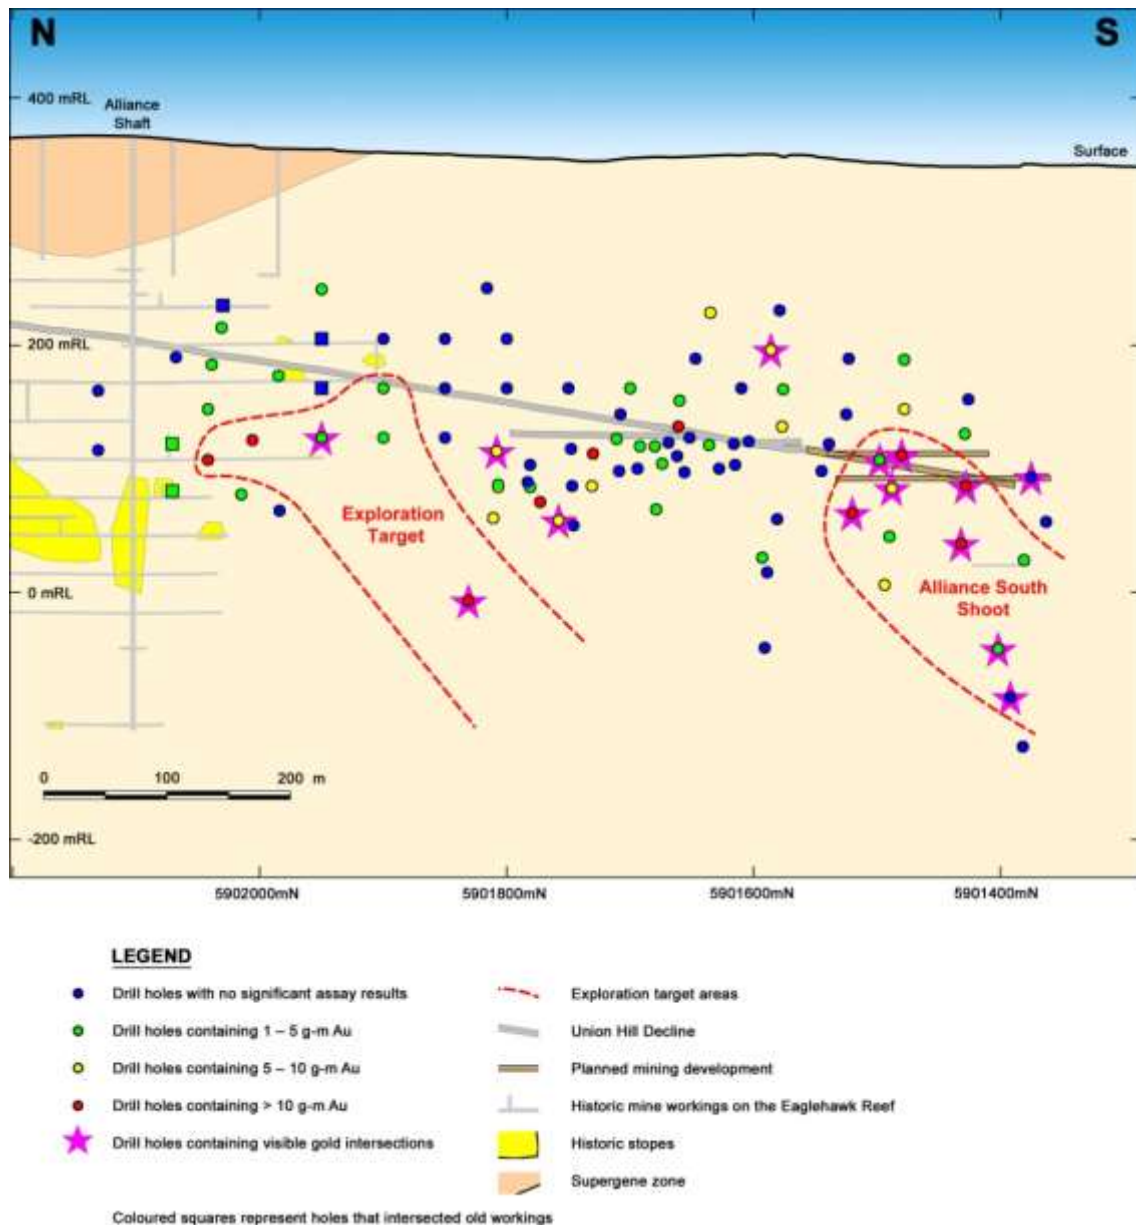 N
S
400 mRL
Alliance
Shaft
Surface
200 mRL
Exploration
Target
0 mRL
Alliance South
Shoot
0 100 200 m
-200 mRL
5902000mN 5901800mN 5901600mN 5901400mN
LEGEND
Drill holes with no significant assay results
Drill holes containing 1 – 5 g-m Au
Drill holes containing 5 – 10 g-m Au
Drill holes containing > 10 g-m Au
Drill holes containing visible gold intersections
Exploration target areas
Union Hill Decline
Planned mining development
Historic mine workings on the Eaglehawk Reef
Historic stopes
Supergene zone
Coloured squares represent holes that intersected old workings